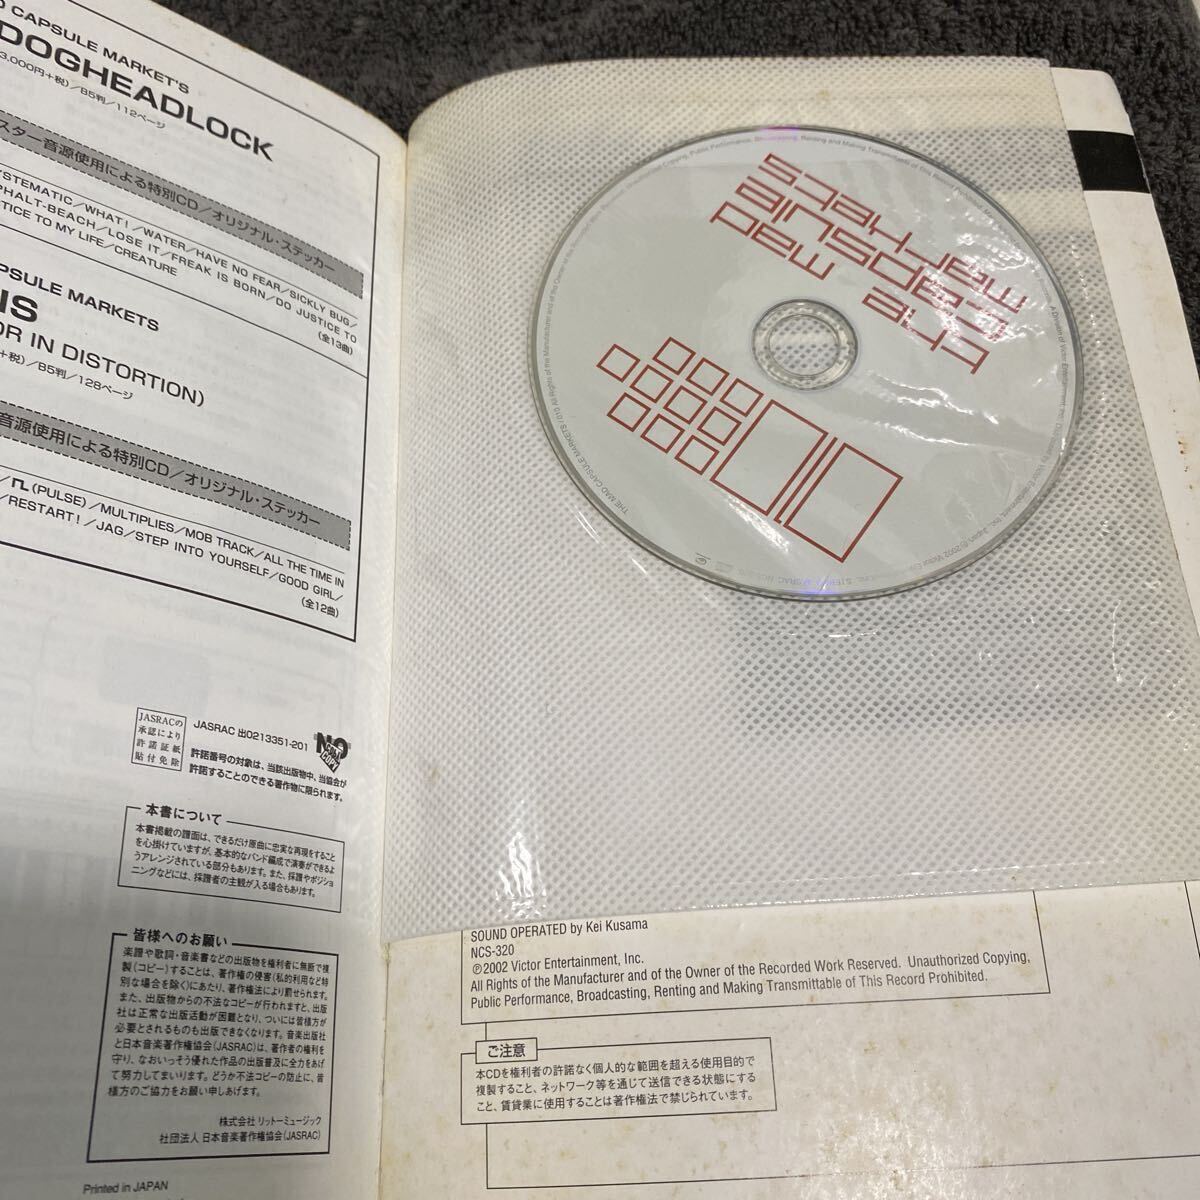 D CAPSULE MARKET'S
DOGHEADLOCK
3,000円+税)／B5判／112ページ
スター音源使用による特別CD／オリジナル・ステッカー
YSTEMATIC／WHAT！／WATER／HAVE NO FEAR／SICKLY BUG／
PHALT-BEACH／LOSE IT／FREAK IS BORN／DO JUSTICE TO
STICE TO MY LIFE／CREATURE
(全13曲)
APSULE MARKETS
IS
OR IN DISTORTION)
+税)／B5判／128ページ
音源使用による特別CD／オリジナル・ステッカー
(PULSE)／MULTIPLIES／MOB TRACK／ALL THE TIME IN
／RESTART！／JAG／STEP INTO YOURSELF／GOOD GIRL／
(全12曲)
JASRACの
承認により
許諾証紙
貼付免除
JASRAC 出0213351-201
NO
DON'T
COPY
許諾番号の対象は、当該出版物中、当協会が
許諾することのできる著作物に限られます。
本書について
本書掲載の譜面は、できるだけ原曲に忠実な再現をすること
を心掛けていますが、基本的なバンド編成で演奏ができるよ
うアレンジされている部分もあります。また、採譜やポジショ
ニングなどには、採譜者の主観が入る場合もあります。
皆様へのお願い
楽譜や歌詞・音楽書などの出版物を権利者に無断で複
製(コピー)することは、著作権の侵害(私的利用など特
別な場合を除く)にあたり、著作権法により罰せられます。
また、出版物からの不法なコピーが行われますと、出版
社は正常な出版活動が困難となり、ついには皆様方が
必要とされるものも出版できなくなります。音楽出版社
と日本音楽著作権協会(JASRAC)は、著作者の権利を
守り、なおいっそう優れた作品の出版普及に全力をあげ
て努力してまいります。どうか不法コピーの防止に、皆
様方のご協力をお願い申しあげます。
株式会社 リットーミュージック
社団法人 日本音楽著作権協会(JASRAC)
Printed in JAPAN
the mad
capsule
markets
010
THE MAD CAPSULE MARKETS / 010 All Rights of the Manufacturer and of the Owner of
SOUND OPERATED by Kei Kusama
NCS-320
℗2002 Victor Entertainment, Inc.
All Rights of the Manufacturer and of the Owner of the Recorded Work Reserved. Unauthorized Copying,
Public Performance, Broadcasting, Renting and Making Transmittable of This Record Prohibited.
ご注意
本CDを権利者の許諾なく個人的な範囲を超える使用目的で
複製すること、ネットワーク等を通じて送信できる状態にする
こと、賃貸業に使用することは著作権法で禁じられています。